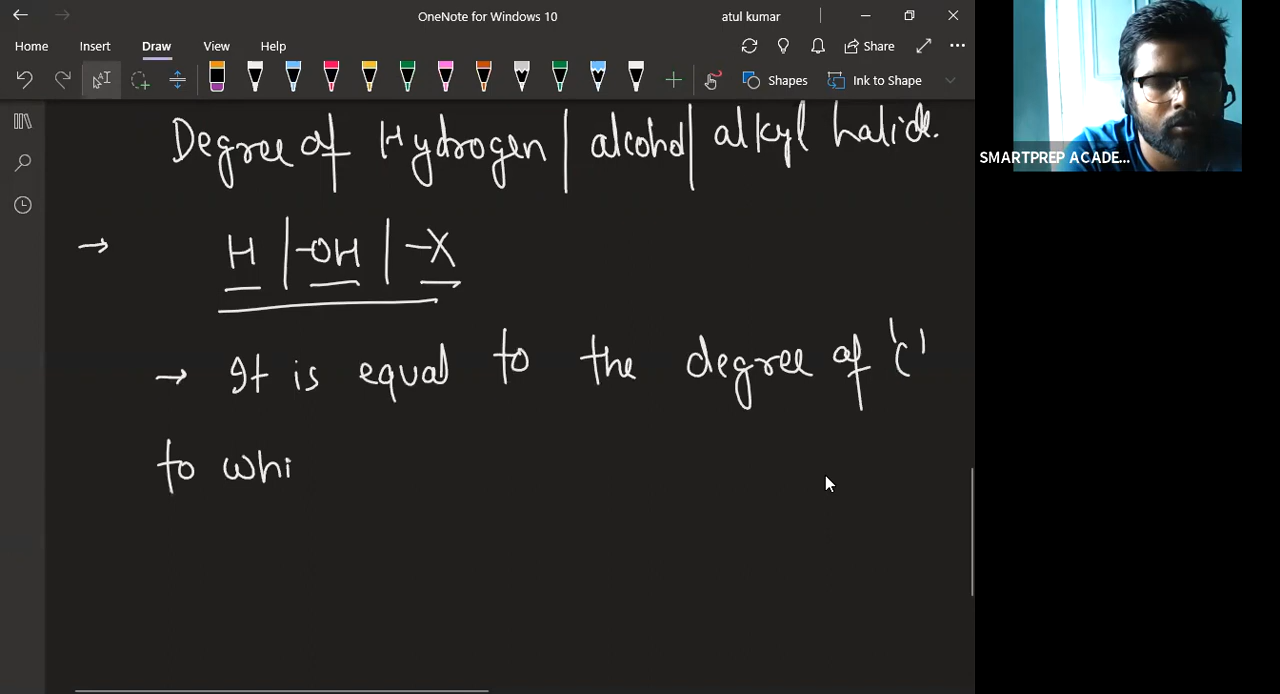 OneNote for Windows 10
atul kumar
Home Insert Draw View Help
Share
Shapes
Ink to Shape
SMARTPREP ACADE...
Degree of Hydrogen | alcohol | alkyl halide.
→ H | -OH | -X
→ It is equal to the degree of 'C'
to whi